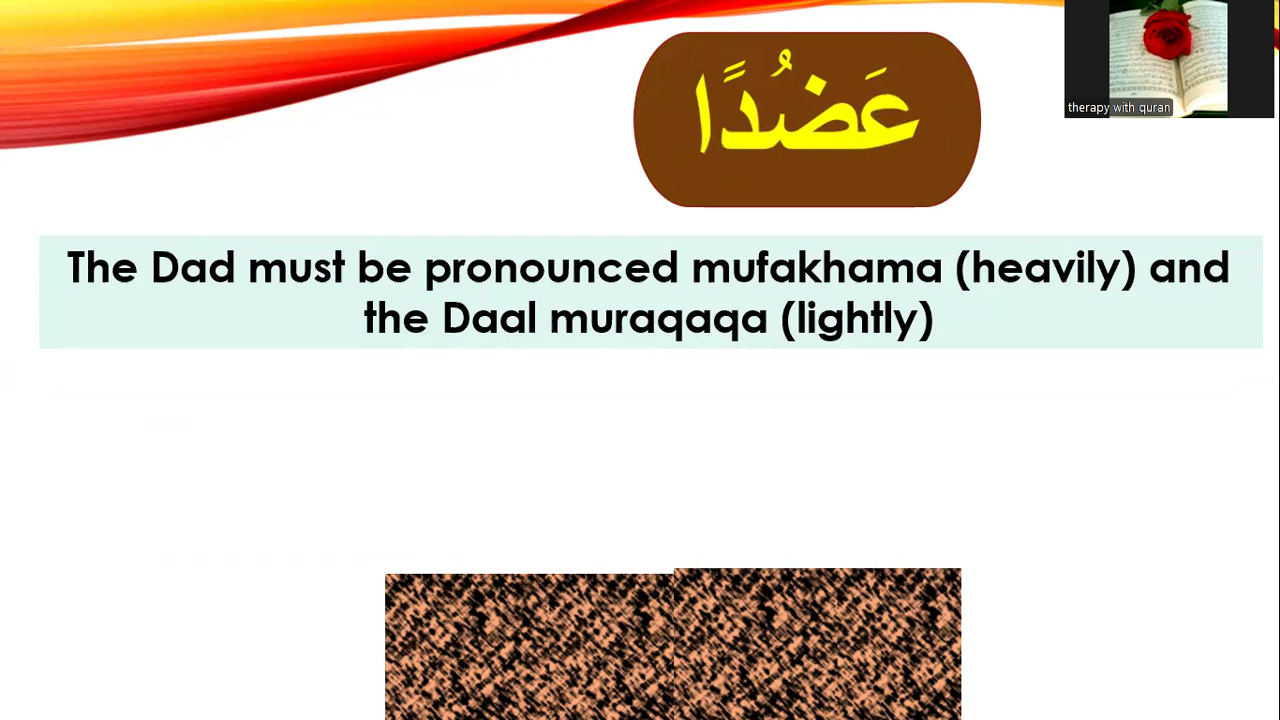 عَضُدًا
therapy with quran
The Dad must be pronounced mufakhama (heavily) and
the Daal muraqaqa (lightly)